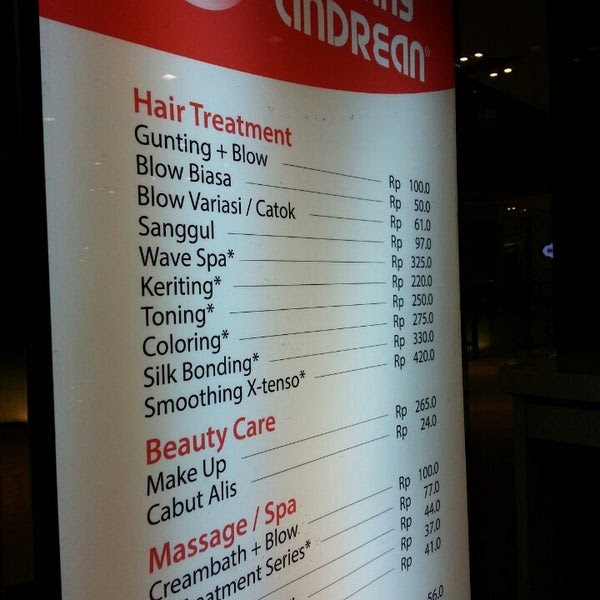 andrean®
Hair Treatment
Gunting + Blow Rp 100.0
Blow Biasa Rp 50.0
Blow Variasi / Catok Rp 61.0
Sanggul Rp 97.0
Wave Spa* Rp 325.0
Keriting* Rp 220.0
Toning* Rp 250.0
Coloring* Rp 275.0
Silk Bonding* Rp 330.0
Smoothing X-tenso* Rp 420.0
Beauty Care
Make Up Rp 265.0
Cabut Alis Rp 24.0
Massage / Spa
Creambath + Blow Rp 100.0
Series* Rp 77.0
Rp 44.0
Rp 37.0
Rp 41.0
56.0